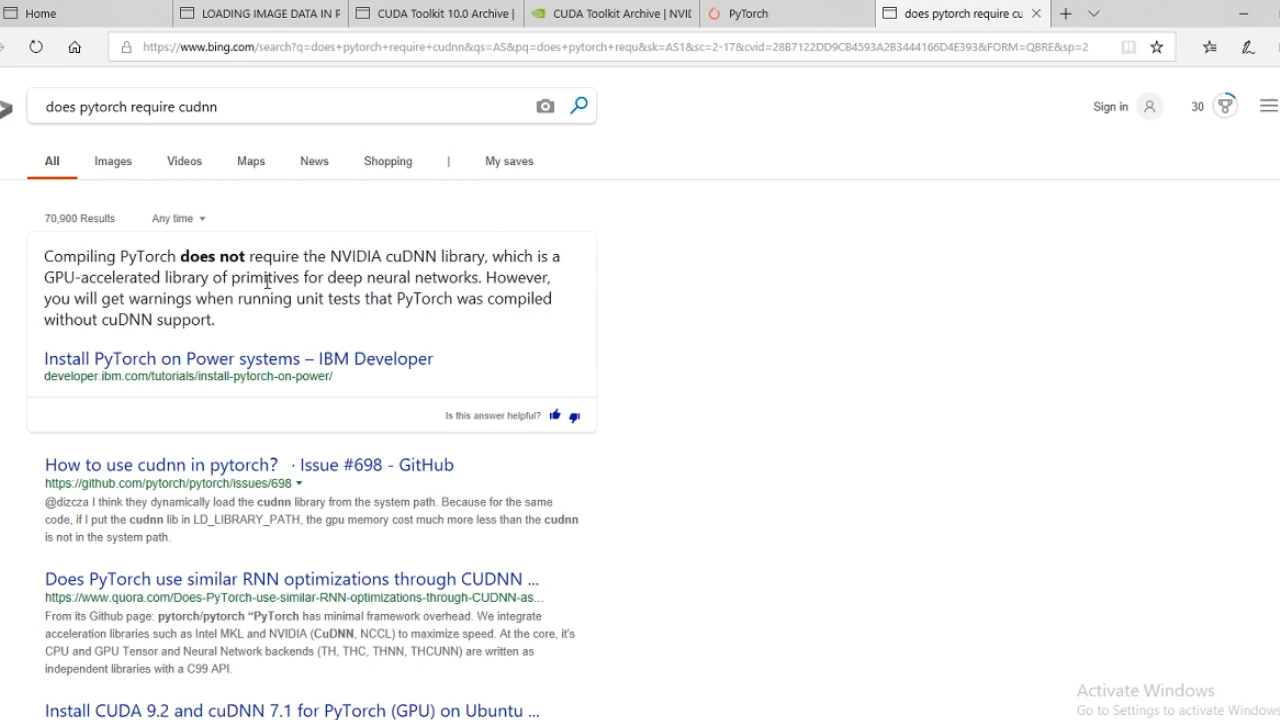 Home
LOADING IMAGE DATA IN P
CUDA Toolkit 10.0 Archive |
CUDA Toolkit Archive | NVID
PyTorch
does pytorch require cu
https://www.bing.com/search?q=does+pytorch+require+cudnn&qs=AS&pq=does+pytorch+requ&sk=AS1&sc=2-17&cvid=28B7122DD9CB4593A2B3444166D4E393&FORM=QBRE&sp=2
does pytorch require cudnn
Sign in
30
All
Images
Videos
Maps
News
Shopping
|
My saves
70,900 Results
Any time
Compiling PyTorch does not require the NVIDIA cuDNN library, which is a
GPU-accelerated library of primitives for deep neural networks. However,
you will get warnings when running unit tests that PyTorch was compiled
without cuDNN support.
Install PyTorch on Power systems – IBM Developer
developer.ibm.com/tutorials/install-pytorch-on-power/
Is this answer helpful?
How to use cudnn in pytorch? · Issue #698 - GitHub
https://github.com/pytorch/pytorch/issues/698
@dizcza I think they dynamically load the cudnn library from the system path. Because for the same
code, if I put the cudnn lib in LD_LIBRARY_PATH, the gpu memory cost much more less than the cudnn
is not in the system path.
Does PyTorch use similar RNN optimizations through CUDNN ...
https://www.quora.com/Does-PyTorch-use-similar-RNN-optimizations-through-CUDNN-as...
From its Github page: pytorch/pytorch “PyTorch has minimal framework overhead. We integrate
acceleration libraries such as Intel MKL and NVIDIA (CuDNN, NCCL) to maximize speed. At the core, it's
CPU and GPU Tensor and Neural Network backends (TH, THC, THNN, THCUNN) are written as
independent libraries with a C99 API.
Install CUDA 9.2 and cuDNN 7.1 for PyTorch (GPU) on Ubuntu ...
Activate Windows
Go to Settings to activate Windows